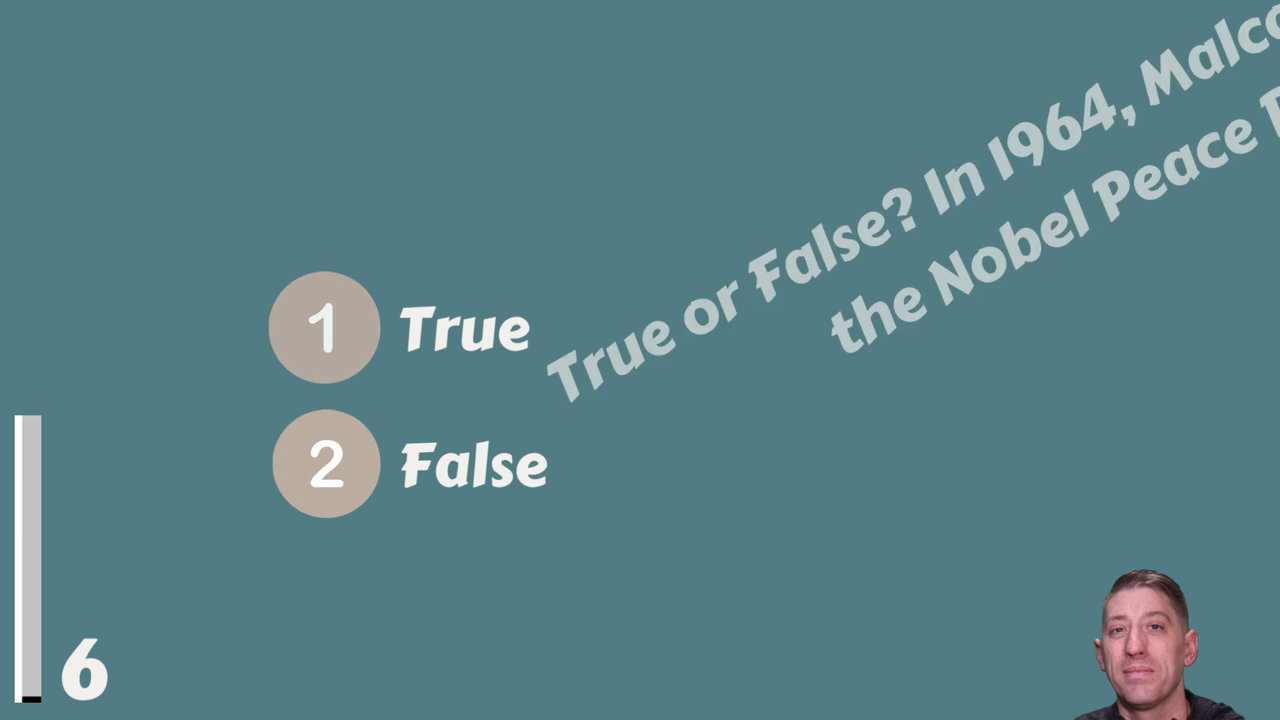 True or False? In 1964,
the Nobel Peace
1 True
2 False
6